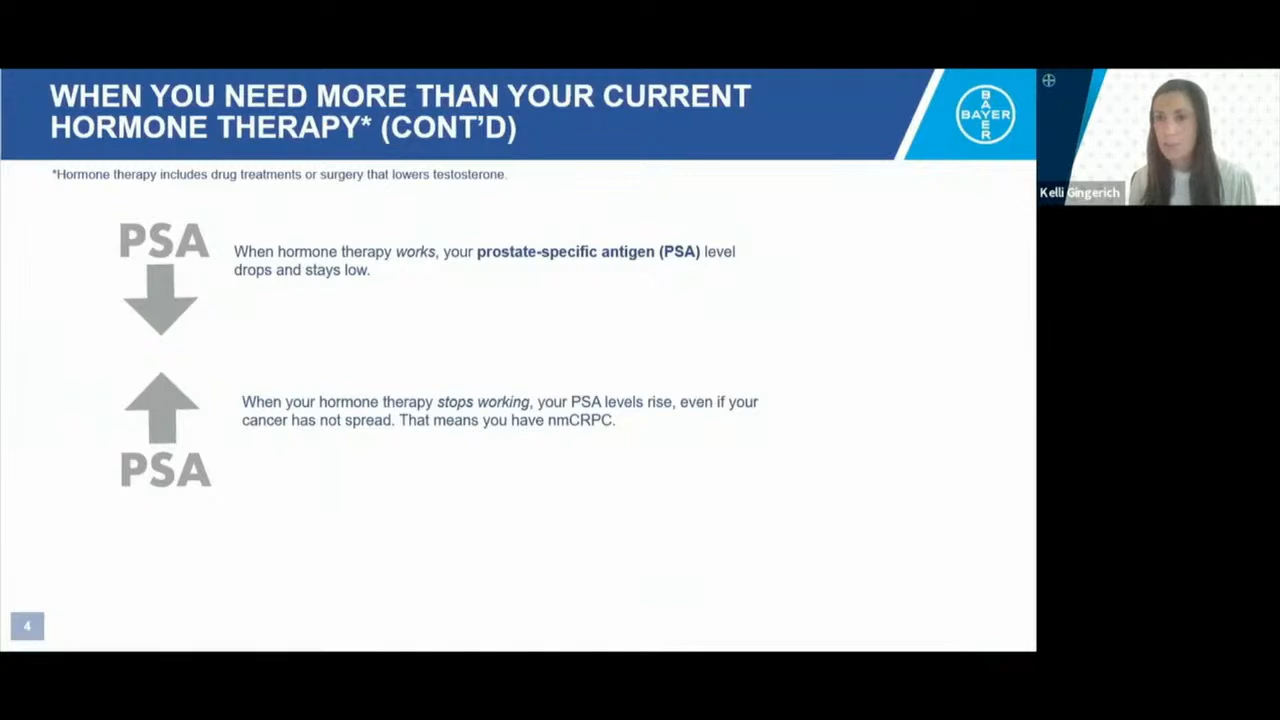 WHEN YOU NEED MORE THAN YOUR CURRENT
HORMONE THERAPY* (CONT'D)
BAYER
BAYER
*Hormone therapy includes drug treatments or surgery that lowers testosterone.
Kelli Gingerich
PSA
When hormone therapy works, your prostate-specific antigen (PSA) level
drops and stays low.
When your hormone therapy stops working, your PSA levels rise, even if your
cancer has not spread. That means you have nmCRPC.
PSA
4